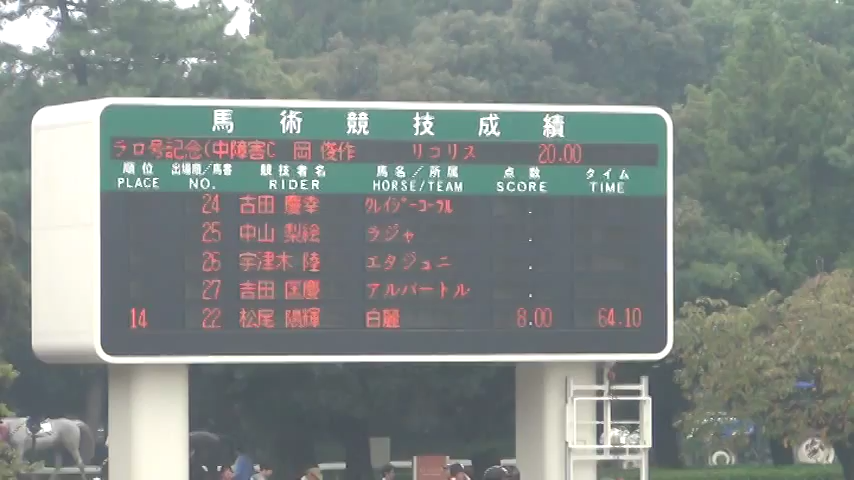 馬術競技成績
テロ号記念(中障害C 岡 俊作 リコリス 20.00
順位 出場順/馬番 競技者名 馬名/所属 点数 タイム
PLACE NO. RIDER HORSE/TEAM SCORE TIME
24 吉田 慶幸 クレイジーコーラル .
25 中山 梨絵 ラジャ .
26 宇津木 陸 エタジュニ .
27 吉田 匡慶 アルバートル .
14 22 松尾 陽輝 白麗 8.00 64.10